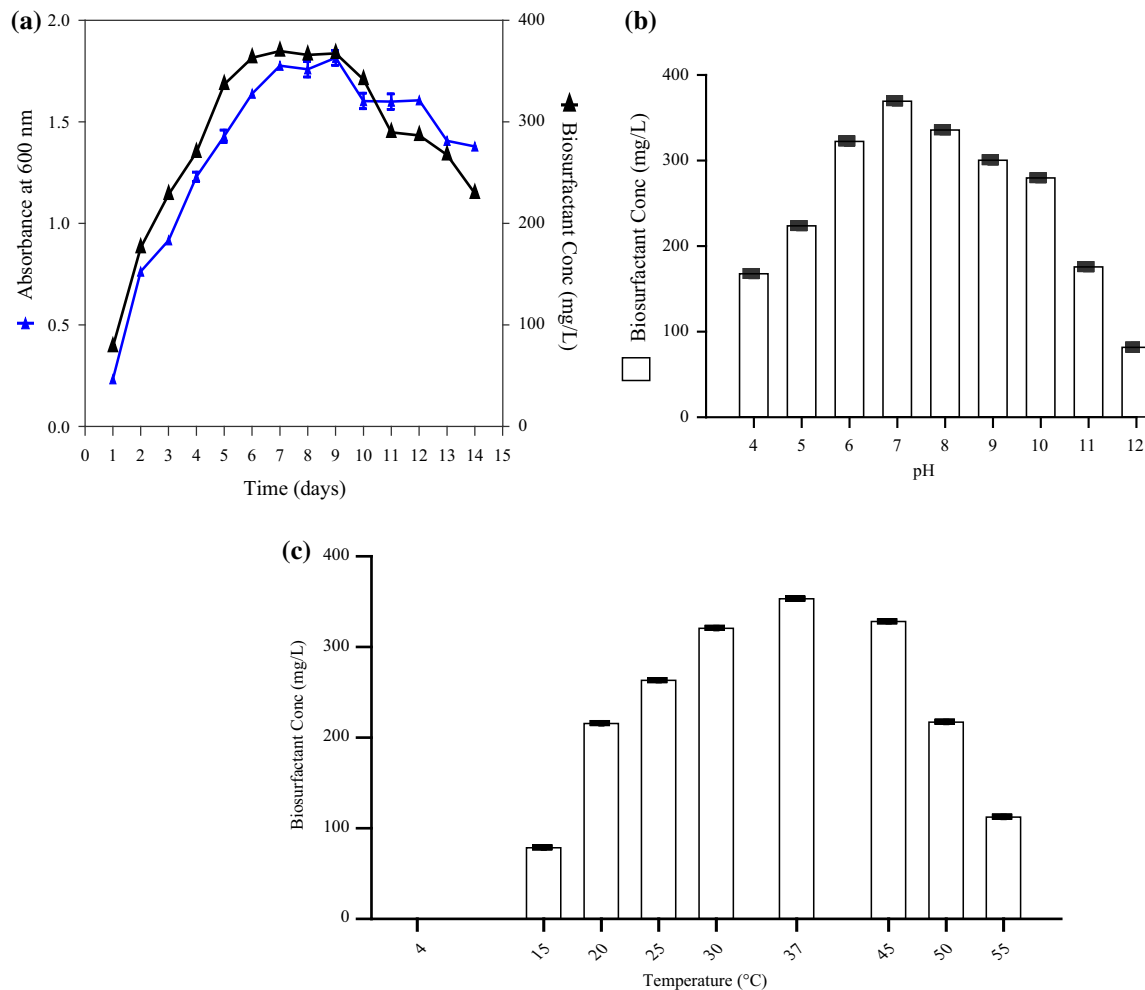 (a)
2.0
1.5
1.0
0.5
0.0
Absorbance at 600 nm
400
300
200
100
0
Biosurfactant Conc (mg/L)
0 1 2 3 4 5 6 7 8 9 10 11 12 13 14 15
Time (days)
(b)
400
300
200
100
0
Biosurfactant Conc (mg/L)
4 5 6 7 8 9 10 11 12
pH
(c)
400
300
200
100
0
Biosurfactant Conc (mg/L)
4 15 20 25 30 37 45 50 55
Temperature (°C)